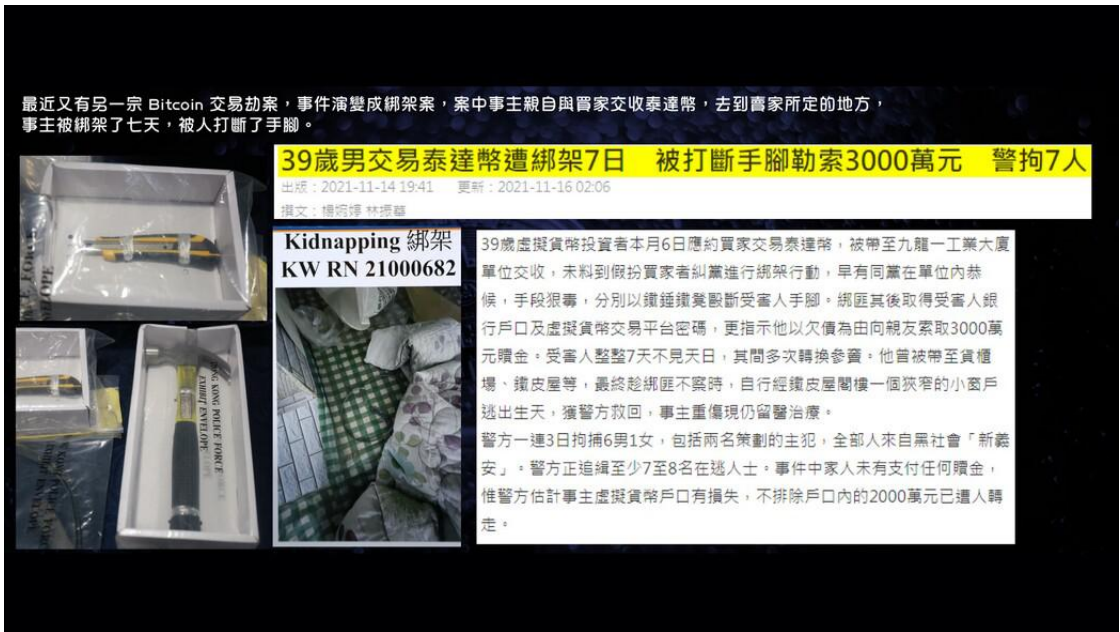 最近又有另一宗 Bitcoin 交易劫案，事件演變成綁架案，案中事主親自與買家交收泰達幣，去到賣家所定的地方，
事主被綁架了七天，被人打斷了手腳。
39歲男交易泰達幣遭綁架7日　被打斷手腳勒索3000萬元　警拘7人
出版：2021-11-14 19:41　更新：2021-11-16 02:06
撰文：楊婉婷 林振華
Kidnapping 綁架
KW RN 21000682
39歲虛擬貨幣投資者本月6日應約買家交易泰達幣，被帶至九龍一工業大廈
單位交收，未料到假扮買家者糾黨進行綁架行動，早有同黨在單位內恭
候，手段狠毒，分別以鐵錘鐵凳毆斷受害人手腳。綁匪其後取得受害人銀
行戶口及虛擬貨幣交易平台密碼，更指示他以欠債為由向親友索取3000萬
元贖金。受害人整整7天不見天日，其間多次轉換參竇。他曾被帶至貨櫃
場、鐵皮屋等，最終趁綁匪不察時，自行經鐵皮屋閣樓一個狹窄的小窗戶
逃出生天，獲警方救回，事主重傷現仍留醫治療。
警方一連3日拘捕6男1女，包括兩名策劃的主犯，全部人來自黑社會「新義
安」。警方正追緝至少7至8名在逃人士。事件中家人未有支付任何贖金，
惟警方估計事主虛擬貨幣戶口有損失，不排除戶口內的2000萬元已遭人轉
走。
HONG KONG POLICE FORCE
EXHIBIT ENVELOPE